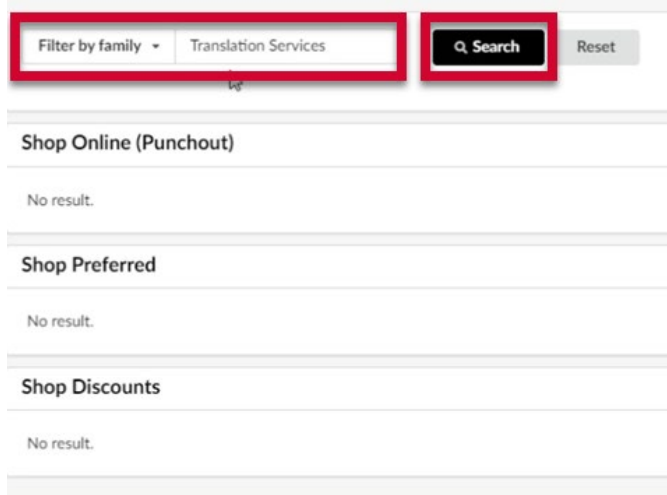 Filter by family Translation Services Search Reset
Shop Online (Punchout)
No result.
Shop Preferred
No result.
Shop Discounts
No result.